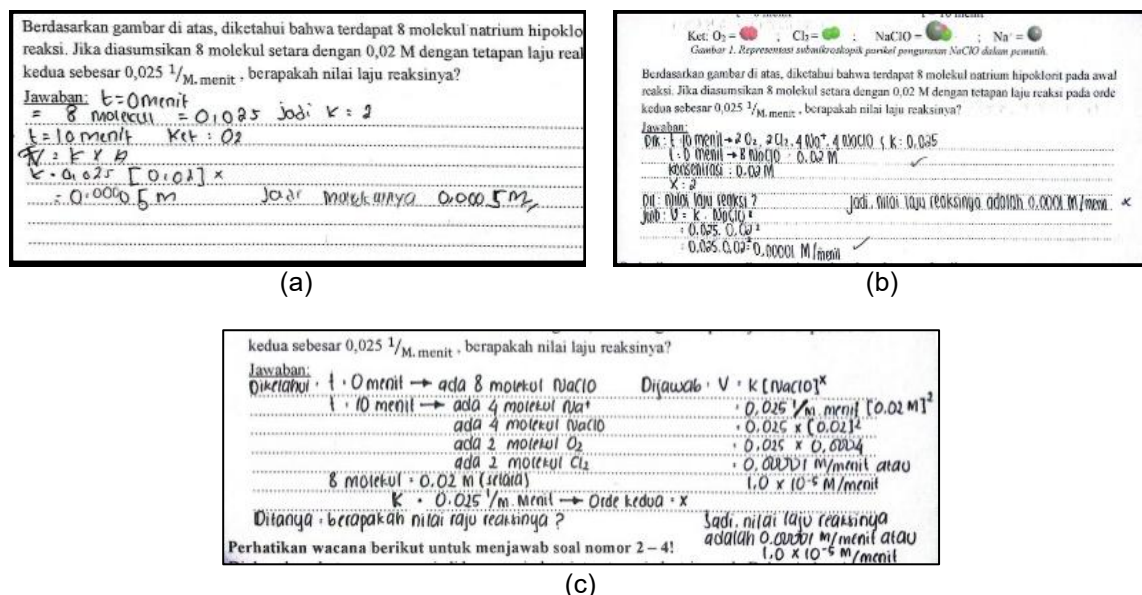 Berdasarkan gambar di atas, diketahui bahwa terdapat 8 molekul natrium hipoklo
reaksi. Jika diasumsikan 8 molekul setara dengan 0,02 M dengan tetapan laju reak
kedua sebesar 0,025 1/M. menit , berapakah nilai laju reaksinya?
Jawaban: t=0menit
= 8 molekul = 0,025 Jodi x = 2
t = 10 menit Ket : O2
[0.02] x
Jadi 0.0005 M
(a)
Ket: O2 = ; Cl2 = ; NaClO = ; Na+ =
Gambar 1. Representasi submikroskopik partikel penguraian NaClO dalam pemutih.
Berdasarkan gambar di atas, diketahui bahwa terdapat 8 molekul natrium hipoklorit pada awal
reaksi. Jika diasumsikan 8 molekul setara dengan 0,02 M dengan tetapan laju reaksi pada orde
kedua sebesar 0,025 1/M. menit , berapakah nilai laju reaksinya?
Jawaban:
Dik : t 10 menit → 2 O2, 2 Cl2, 4 Na+, 4 NaClO k : 0,025
t : 0 menit → 8 NaClO 0.02 M ✓
konsentrasi : 0.02 M
x : 2
Dit : nilai laju reaksi ? Jadi, nilai laju reaksinya adalah 0.0001 M/menit ×
Jwb : V = k . NaClO x
: 0.025. 0.02 2
: 0.025. 0.02 2 0,00001 M/menit ✓
(b)
kedua sebesar 0,025 1/M. menit , berapakah nilai laju reaksinya?
Jawaban:
Diketahui : t : 0 menit → ada 8 molekul NaClO Dijawab : V = k [NaClO]x
t : 10 menit → ada 4 molekul Na+ : 0,025 1/M. menit [0.02 M]2
ada 4 molekul NaClO : 0.025 x [0.02]2
ada 2 molekul O2 : 0,025 x 0,0004
ada 2 molekul Cl2 : 0,00001 M/menit atau
8 molekul = 0.02 M (setara) 1.0 x 10-5 M/menit
K = 0.025 1/M. Menit → Orde kedua = x
Ditanya : berapakah nilai laju reaksinya ? Jadi, nilai laju reaksinya
adalah 0.00001 M/menit atau
Perhatikan wacana berikut untuk menjawab soal nomor 2 – 4! 1.0 x 10-5 M/menit
(c)